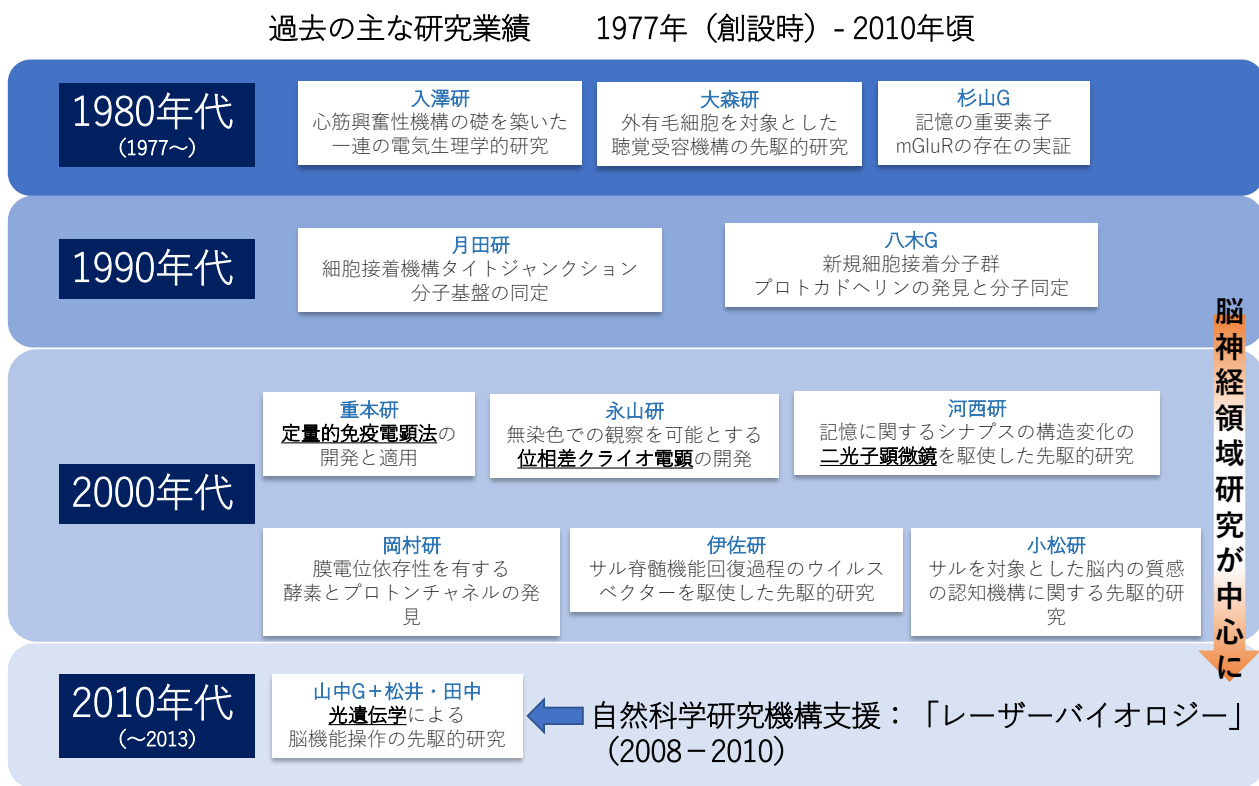 過去の主な研究業績　　1977年（創設時）- 2010年頃
1980年代
（1977～）
入澤研
心筋興奮性機構の礎を築いた
一連の電気生理学的研究
大森研
外有毛細胞を対象とした
聴覚受容機構の先駆的研究
杉山G
記憶の重要素子
mGluRの存在の実証
1990年代
月田研
細胞接着機構タイトジャンクション
分子基盤の同定
八木G
新規細胞接着分子群
プロトカドヘリンの発見と分子同定
脳神経領域研究が中心に
2000年代
重本研
定量的免疫電顕法の
開発と適用
永山研
無染色での観察を可能とする
位相差クライオ電顕の開発
河西研
記憶に関するシナプスの構造変化の
二光子顕微鏡を駆使した先駆的研究
岡村研
膜電位依存性を有する
酵素とプロトンチャネルの発
見
伊佐研
サル脊髄機能回復過程のウイルス
ベクターを駆使した先駆的研究
小松研
サルを対象とした脳内の質感
の認知機構に関する先駆的研
究
2010年代
（～2013）
山中G＋松井・田中
光遺伝学による
脳機能操作の先駆的研究
自然科学研究機構支援：「レーザーバイオロジー」
（2008－2010）